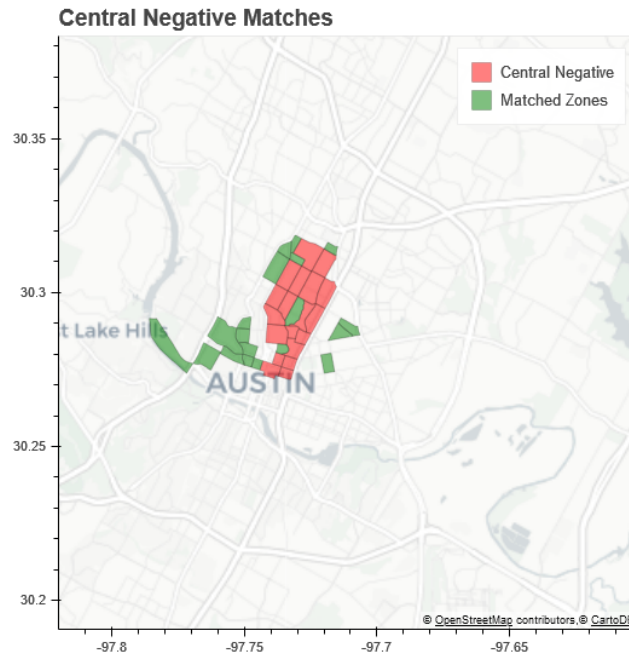 Central Negative Matches
Central Negative
Matched Zones
30.35
30.3
t Lake Hills
AUSTIN
30.25
30.2
© OpenStreetMap contributors,© CartoD
-97.8
-97.75
-97.7
-97.65